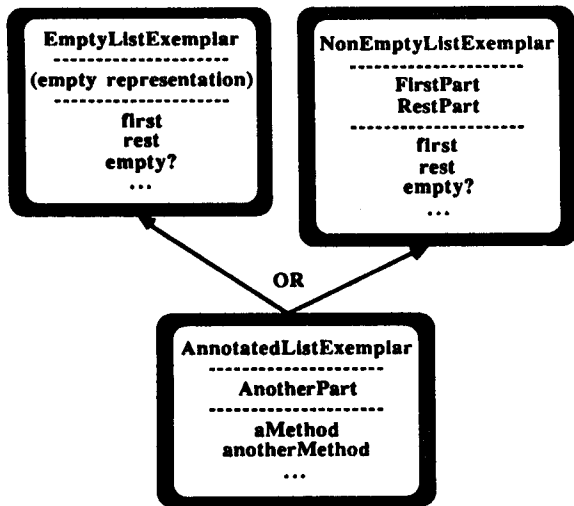 EmptyListExemplar
(empty representation)
first
rest
empty?
...
NonEmptyListExemplar
FirstPart
RestPart
first
rest
empty?
...
OR
AnnotatedListExemplar
AnotherPart
aMethod
anotherMethod
...